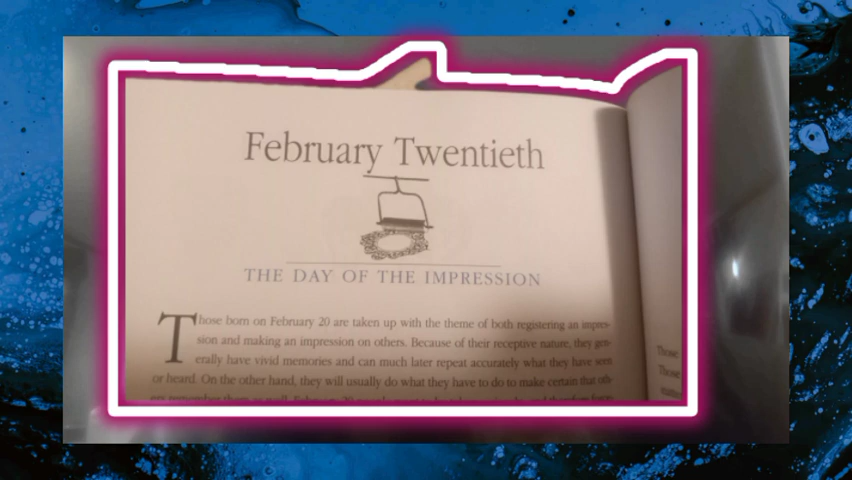 February Twentieth
THE DAY OF THE IMPRESSION
Those born on February 20 are taken up with the theme of both registering an impres-
sion and making an impression on others. Because of their receptive nature, they gen-
erally have vivid memories and can much later repeat accurately what they have seen
or heard. On the other hand, they will usually do what they have to do to make certain that oth-
Those
Those